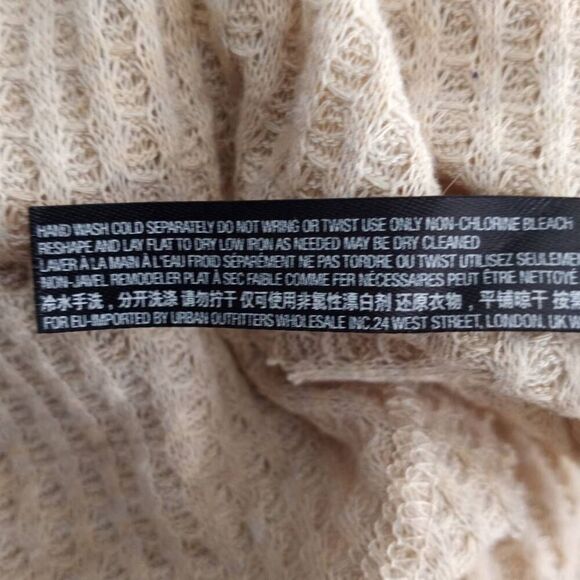 HAND WASH COLD SEPARATELY DO NOT WRING OR TWIST USE ONLY NON-CHLORINE BLEACH
RESHAPE AND LAY FLAT TO DRY LOW IRON AS NEEDED MAY BE DRY CLEANED
LAVER À LA MAIN À L'EAU FROID SÉPARÉMENT NE PAS TORDRE OU TWIST UTILISEZ SEULEMEN
NON-JAVEL REMODELER PLAT À SEC FAIBLE COMME FER NÉCESSAIRES PEUT ÊTRE NETTOYÉ
冷水手洗，分开洗涤 请勿拧干 仅可使用非氯性漂白剂 还原衣物，平铺晾干 按
FOR EU-IMPORTED BY URBAN OUTFITTERS WHOLESALE INC.24 WEST STREET, LONDON. UK W